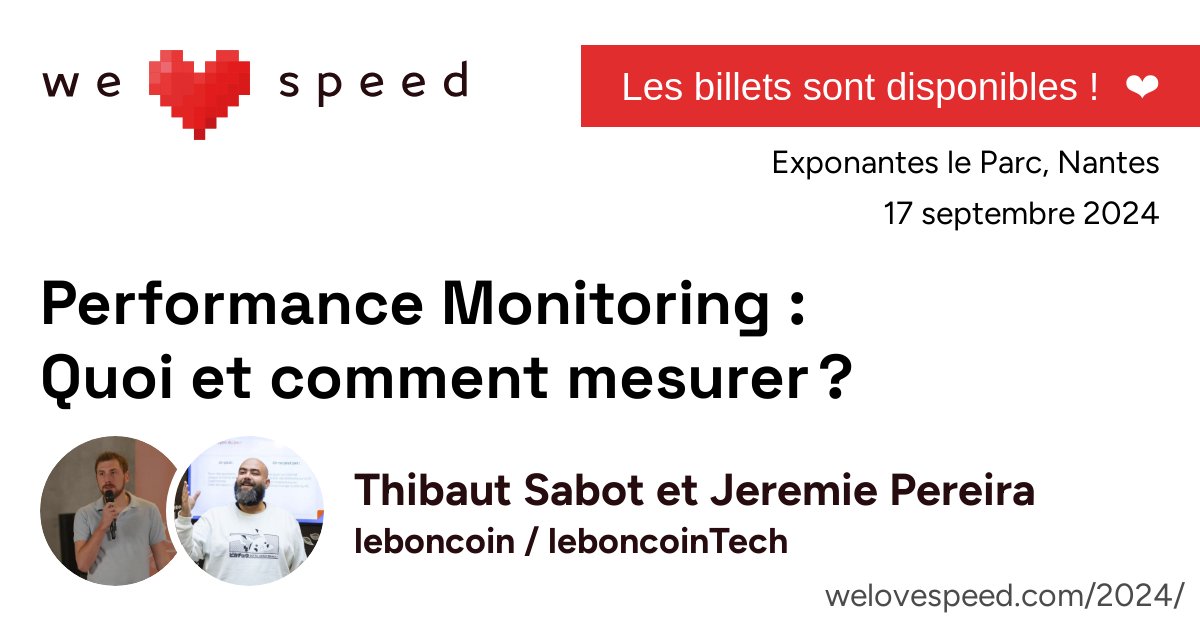 we speed
Les billets sont disponibles ! ❤
Exponantes le Parc, Nantes
17 septembre 2024
Performance Monitoring :
Quoi et comment mesurer ?
Thibaut Sabot et Jeremie Pereira
leboncoin / leboncoinTech
welovespeed.com/2024/